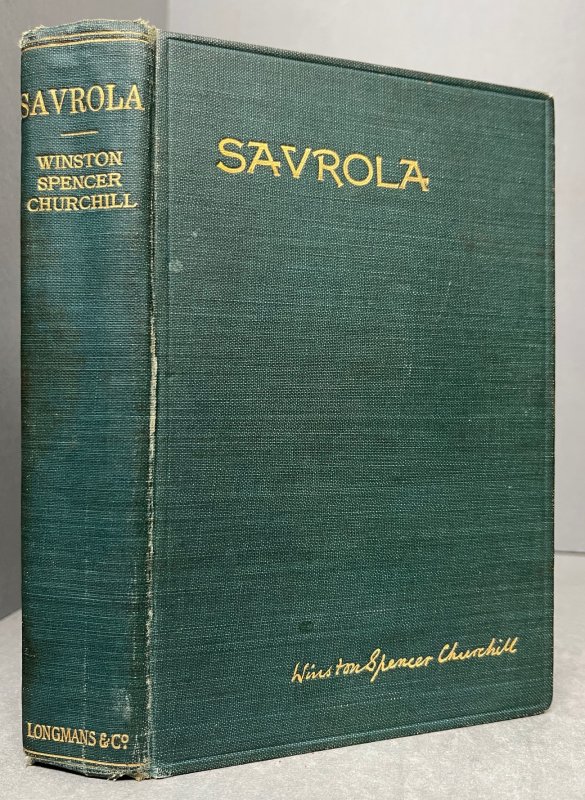 SAVROLA
WINSTON
SPENCER
CHURCHILL
LONGMANS & Cº.
SAVROLA
Winston Spencer Churchill